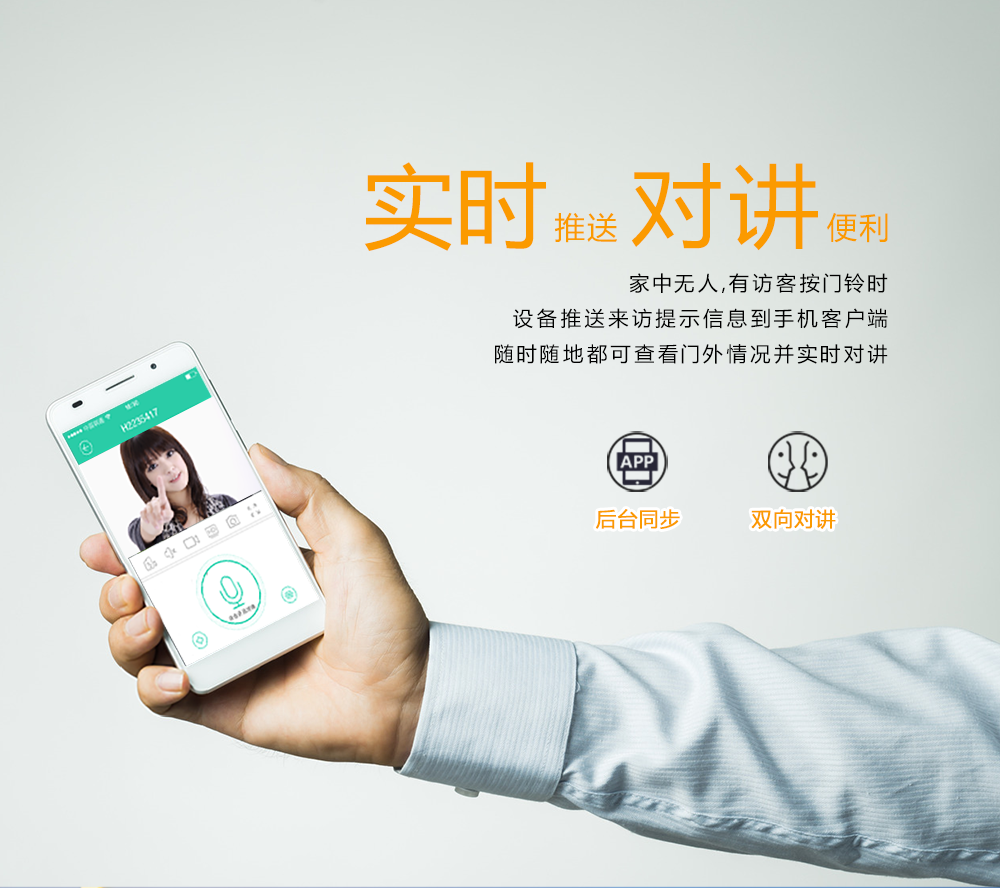 实时推送对讲便利
家中无人,有访客按门铃时
设备推送来访提示信息到手机客户端
随时随地都可查看门外情况并实时对讲
APP
后台同步
双向对讲
H2235417